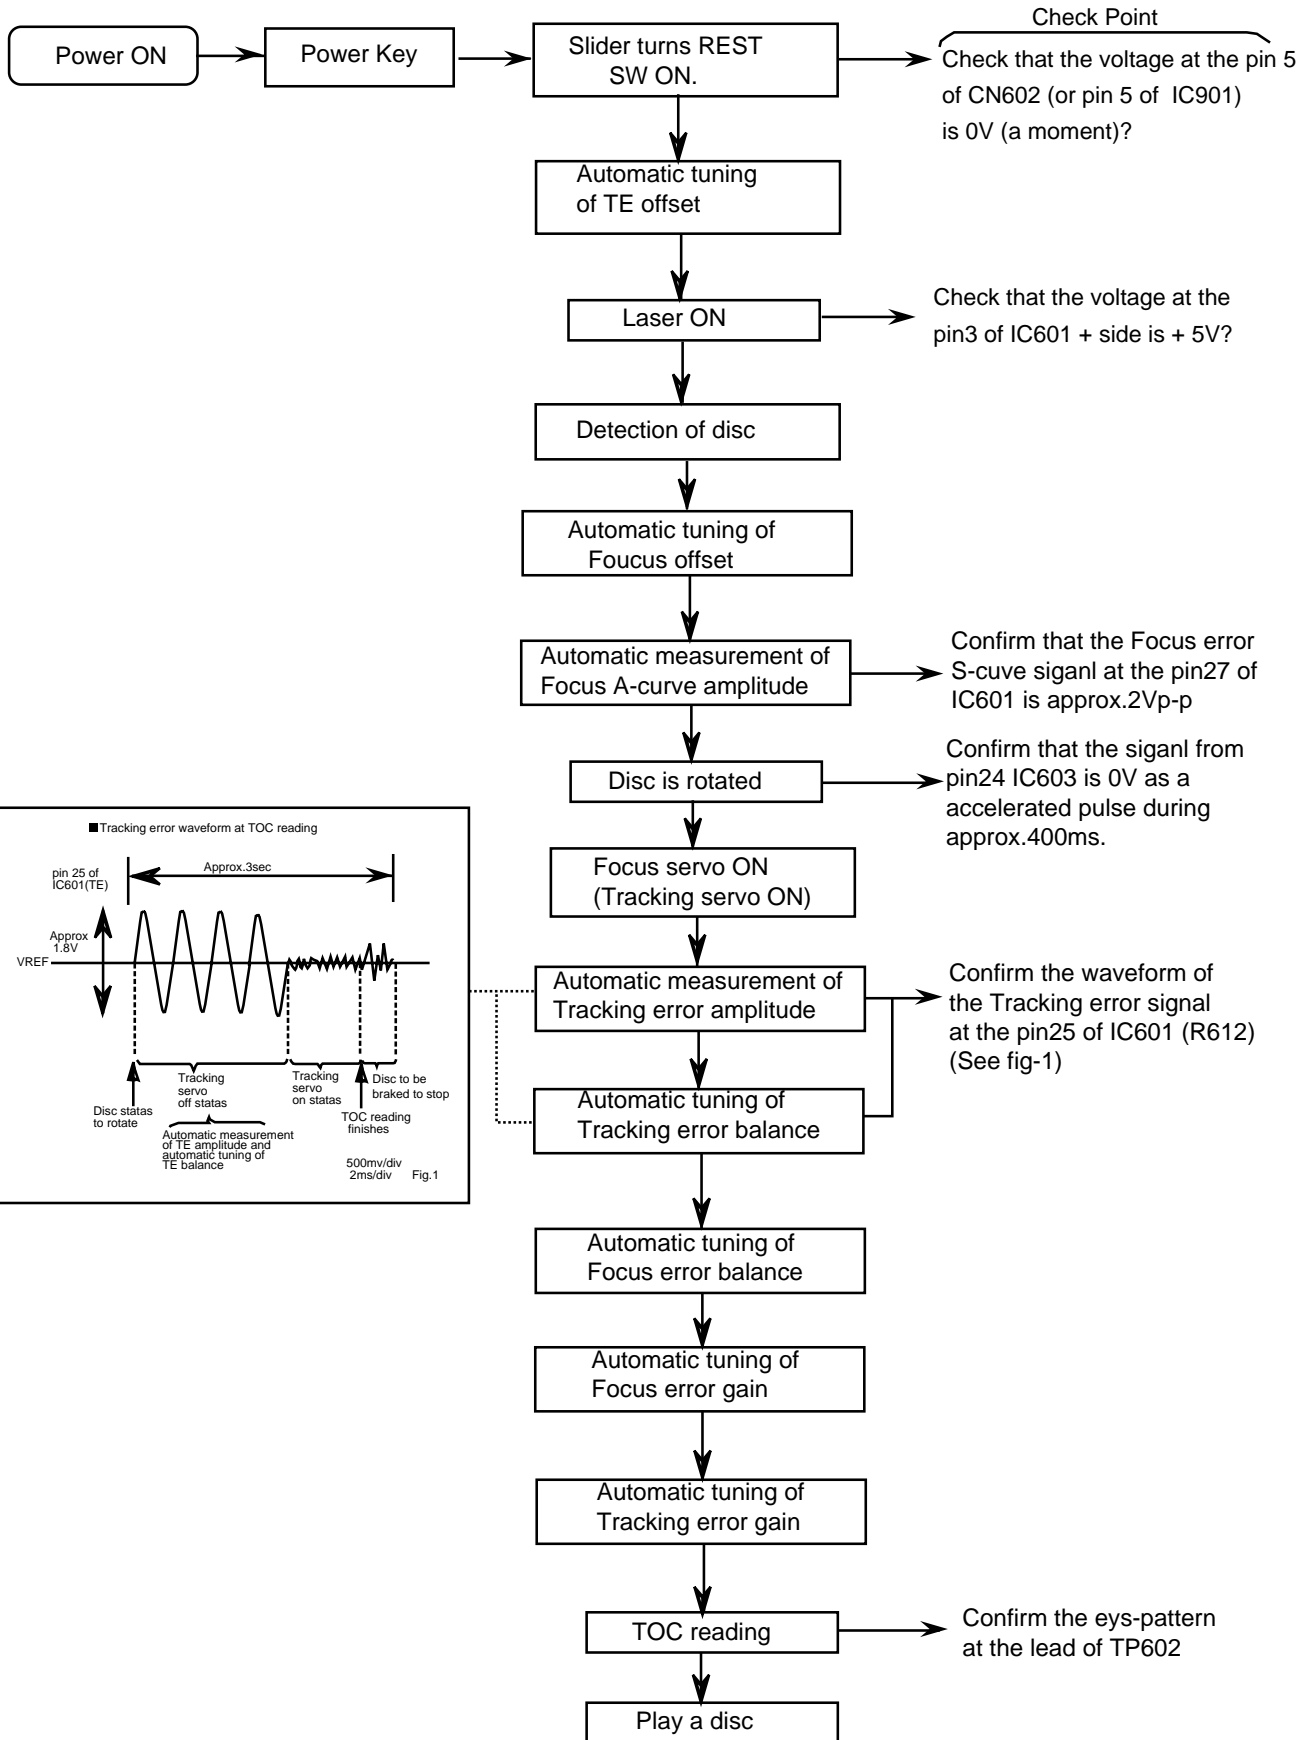 Check Point
Power ON
Power Key
Slider turns REST
SW ON.
Check that the voltage at the pin 5
of CN602 (or pin 5 of IC901)
is 0V (a moment)?
Automatic tuning
of TE offset
Laser ON
Check that the voltage at the
pin3 of IC601 + side is + 5V?
Detection of disc
Automatic tuning of
Foucus offset
Automatic measurement of
Focus A-curve amplitude
Confirm that the Focus error
S-cuve siganl at the pin27 of
IC601 is approx.2Vp-p
Disc is rotated
Confirm that the siganl from
pin24 IC603 is 0V as a
accelerated pulse during
approx.400ms.
Focus servo ON
(Tracking servo ON)
■Tracking error waveform at TOC reading
pin 25 of
IC601(TE)
Approx.3sec
Approx
1.8V
VREF
Disc statas
to rotate
Tracking
servo
off statas
Tracking
servo
on statas
Disc to be
braked to stop
TOC reading
finishes
Automatic measurement
of TE amplitude and
automatic tuning of
TE balance
500mv/div
2ms/div
Fig.1
Automatic measurement of
Tracking error amplitude
Confirm the waveform of
the Tracking error signal
at the pin25 of IC601 (R612)
(See fig-1)
Automatic tuning of
Tracking error balance
Automatic tuning of
Focus error balance
Automatic tuning of
Focus error gain
Automatic tuning of
Tracking error gain
TOC reading
Confirm the eys-pattern
at the lead of TP602
Play a disc